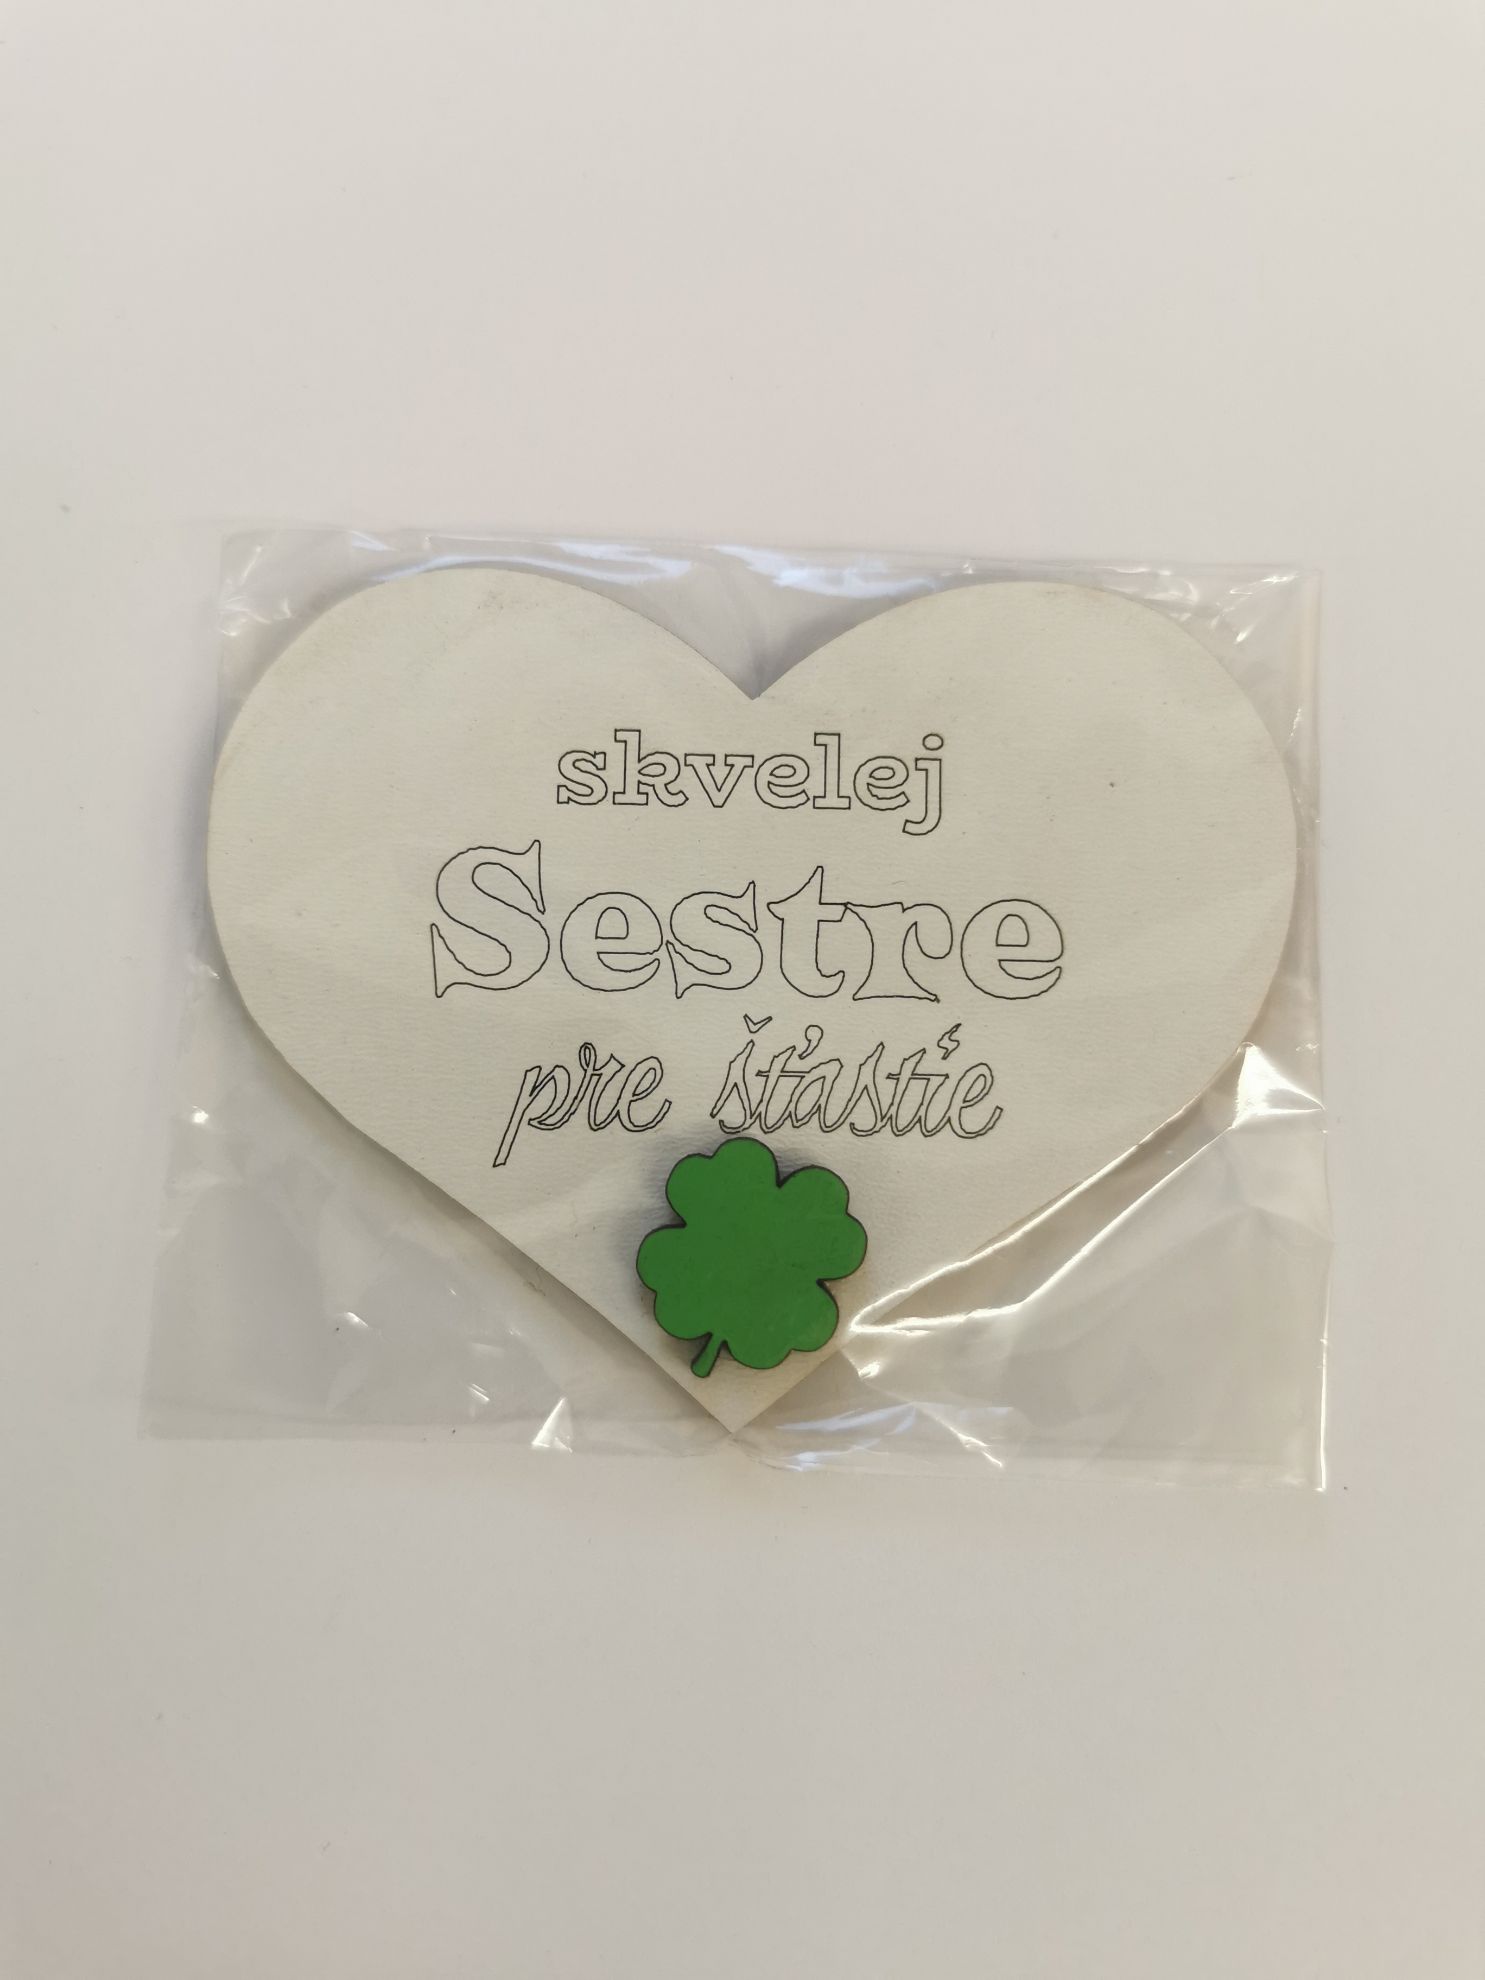 skvelej
Sestre
pre šťastie